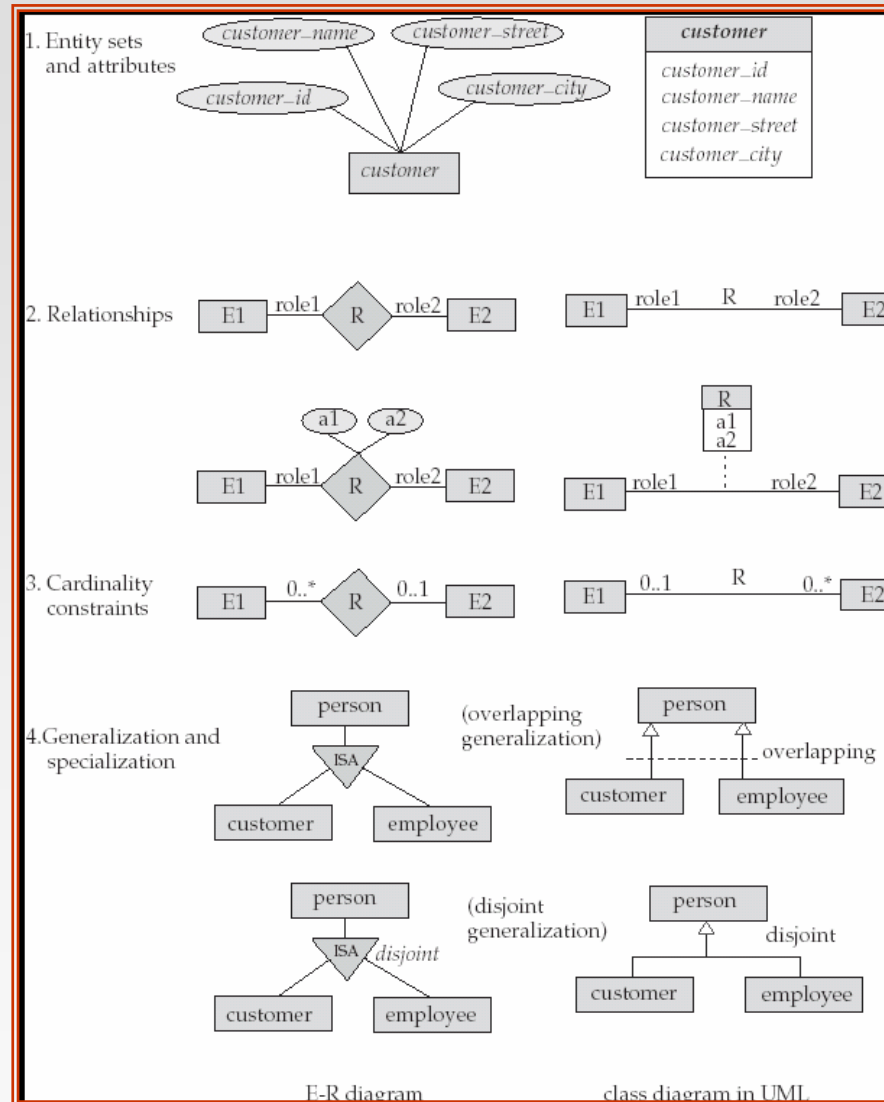 1. Entity sets
and attributes
customer_name
customer_street
customer_id
customer_city
customer
customer
customer_id
customer_name
customer_street
customer_city
2. Relationships
E1 role1 R role2 E2
E1 role1 R role2 E2
a1 a2
E1 role1 R role2 E2
R
a1
a2
E1 role1 role2 E2
3. Cardinality
constraints
E1 0..* R 0..1 E2
E1 0..1 R 0..* E2
4.Generalization and
specialization
person
ISA
customer employee
(overlapping
generalization)
person
overlapping
customer employee
person
ISA disjoint
customer employee
(disjoint
generalization)
person
disjoint
customer employee
E-R diagram class diagram in UML